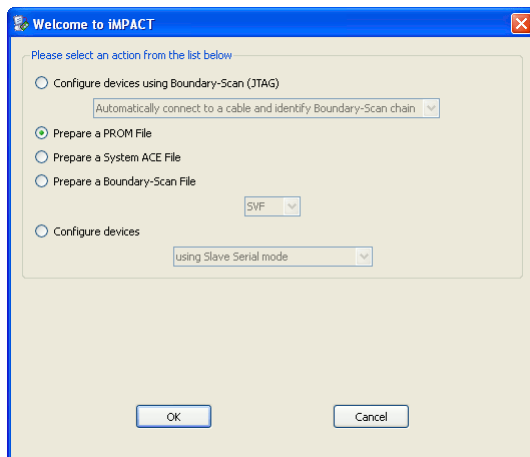 Welcome to iMPACT
Please select an action from the list below
Configure devices using Boundary-Scan (JTAG)
Automatically connect to a cable and identify Boundary-Scan chain
Prepare a PROM File
Prepare a System ACE File
Prepare a Boundary-Scan File
SVF
Configure devices
using Slave Serial mode
OK
Cancel